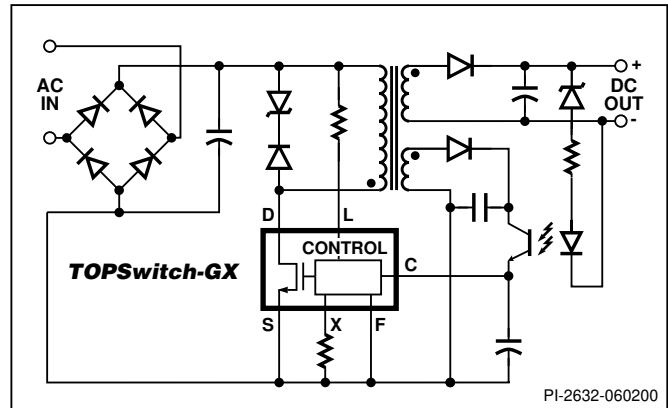 AC
IN
+
DC
OUT
-
D
L
CONTROL
C
TOPSwitch-GX
S
X
F
PI-2632-060200